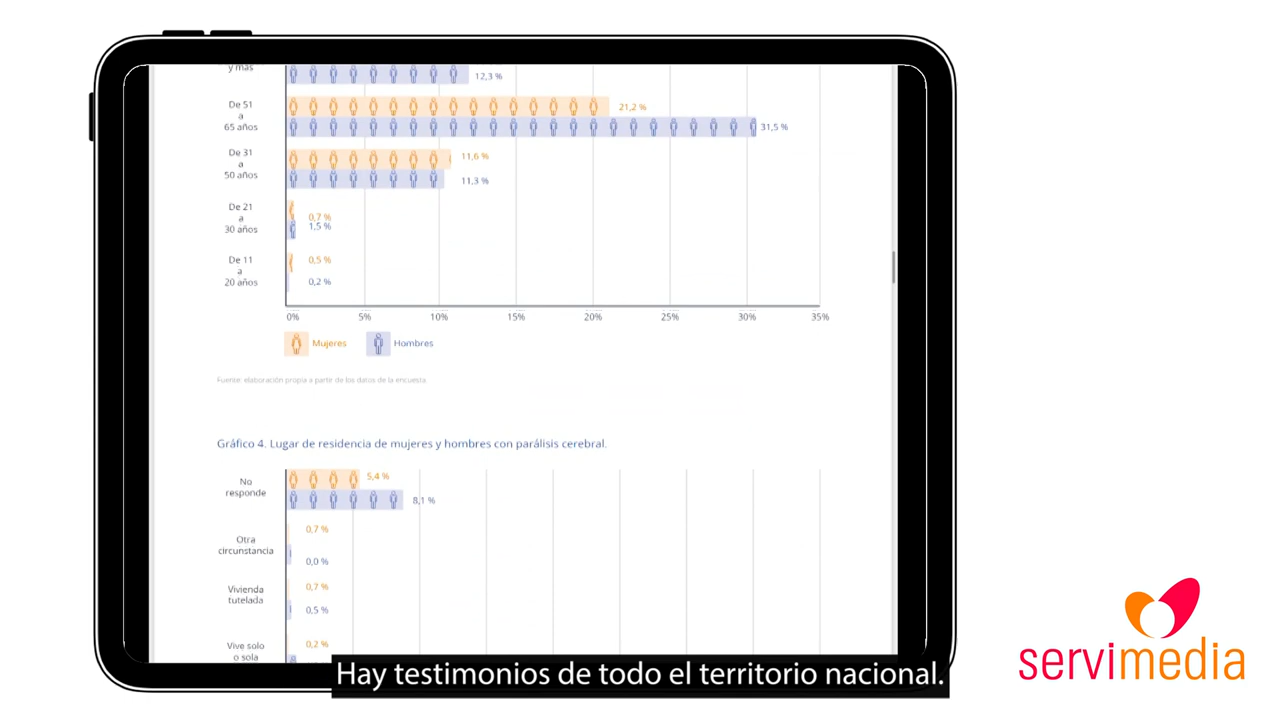 y más
12,3 %
De 51
a
65 años
21,2 %
31,5 %
De 31
a
50 años
11,6 %
11,3 %
De 21
a
30 años
0,7 %
1,5 %
De 11
a
20 años
0,5 %
0,2 %
0% 5% 10% 15% 20% 25% 30% 35%
Mujeres Hombres
Fuente: elaboración propia a partir de los datos de la encuesta.
Gráfico 4. Lugar de residencia de mujeres y hombres con parálisis cerebral.
No
responde
5,4 %
8,1 %
Otra
circunstancia
0,7 %
0,0 %
Vivienda
tutelada
0,7 %
0,5 %
Vive solo
o sola
0,2 %
Hay testimonios de todo el territorio nacional.
servimedia